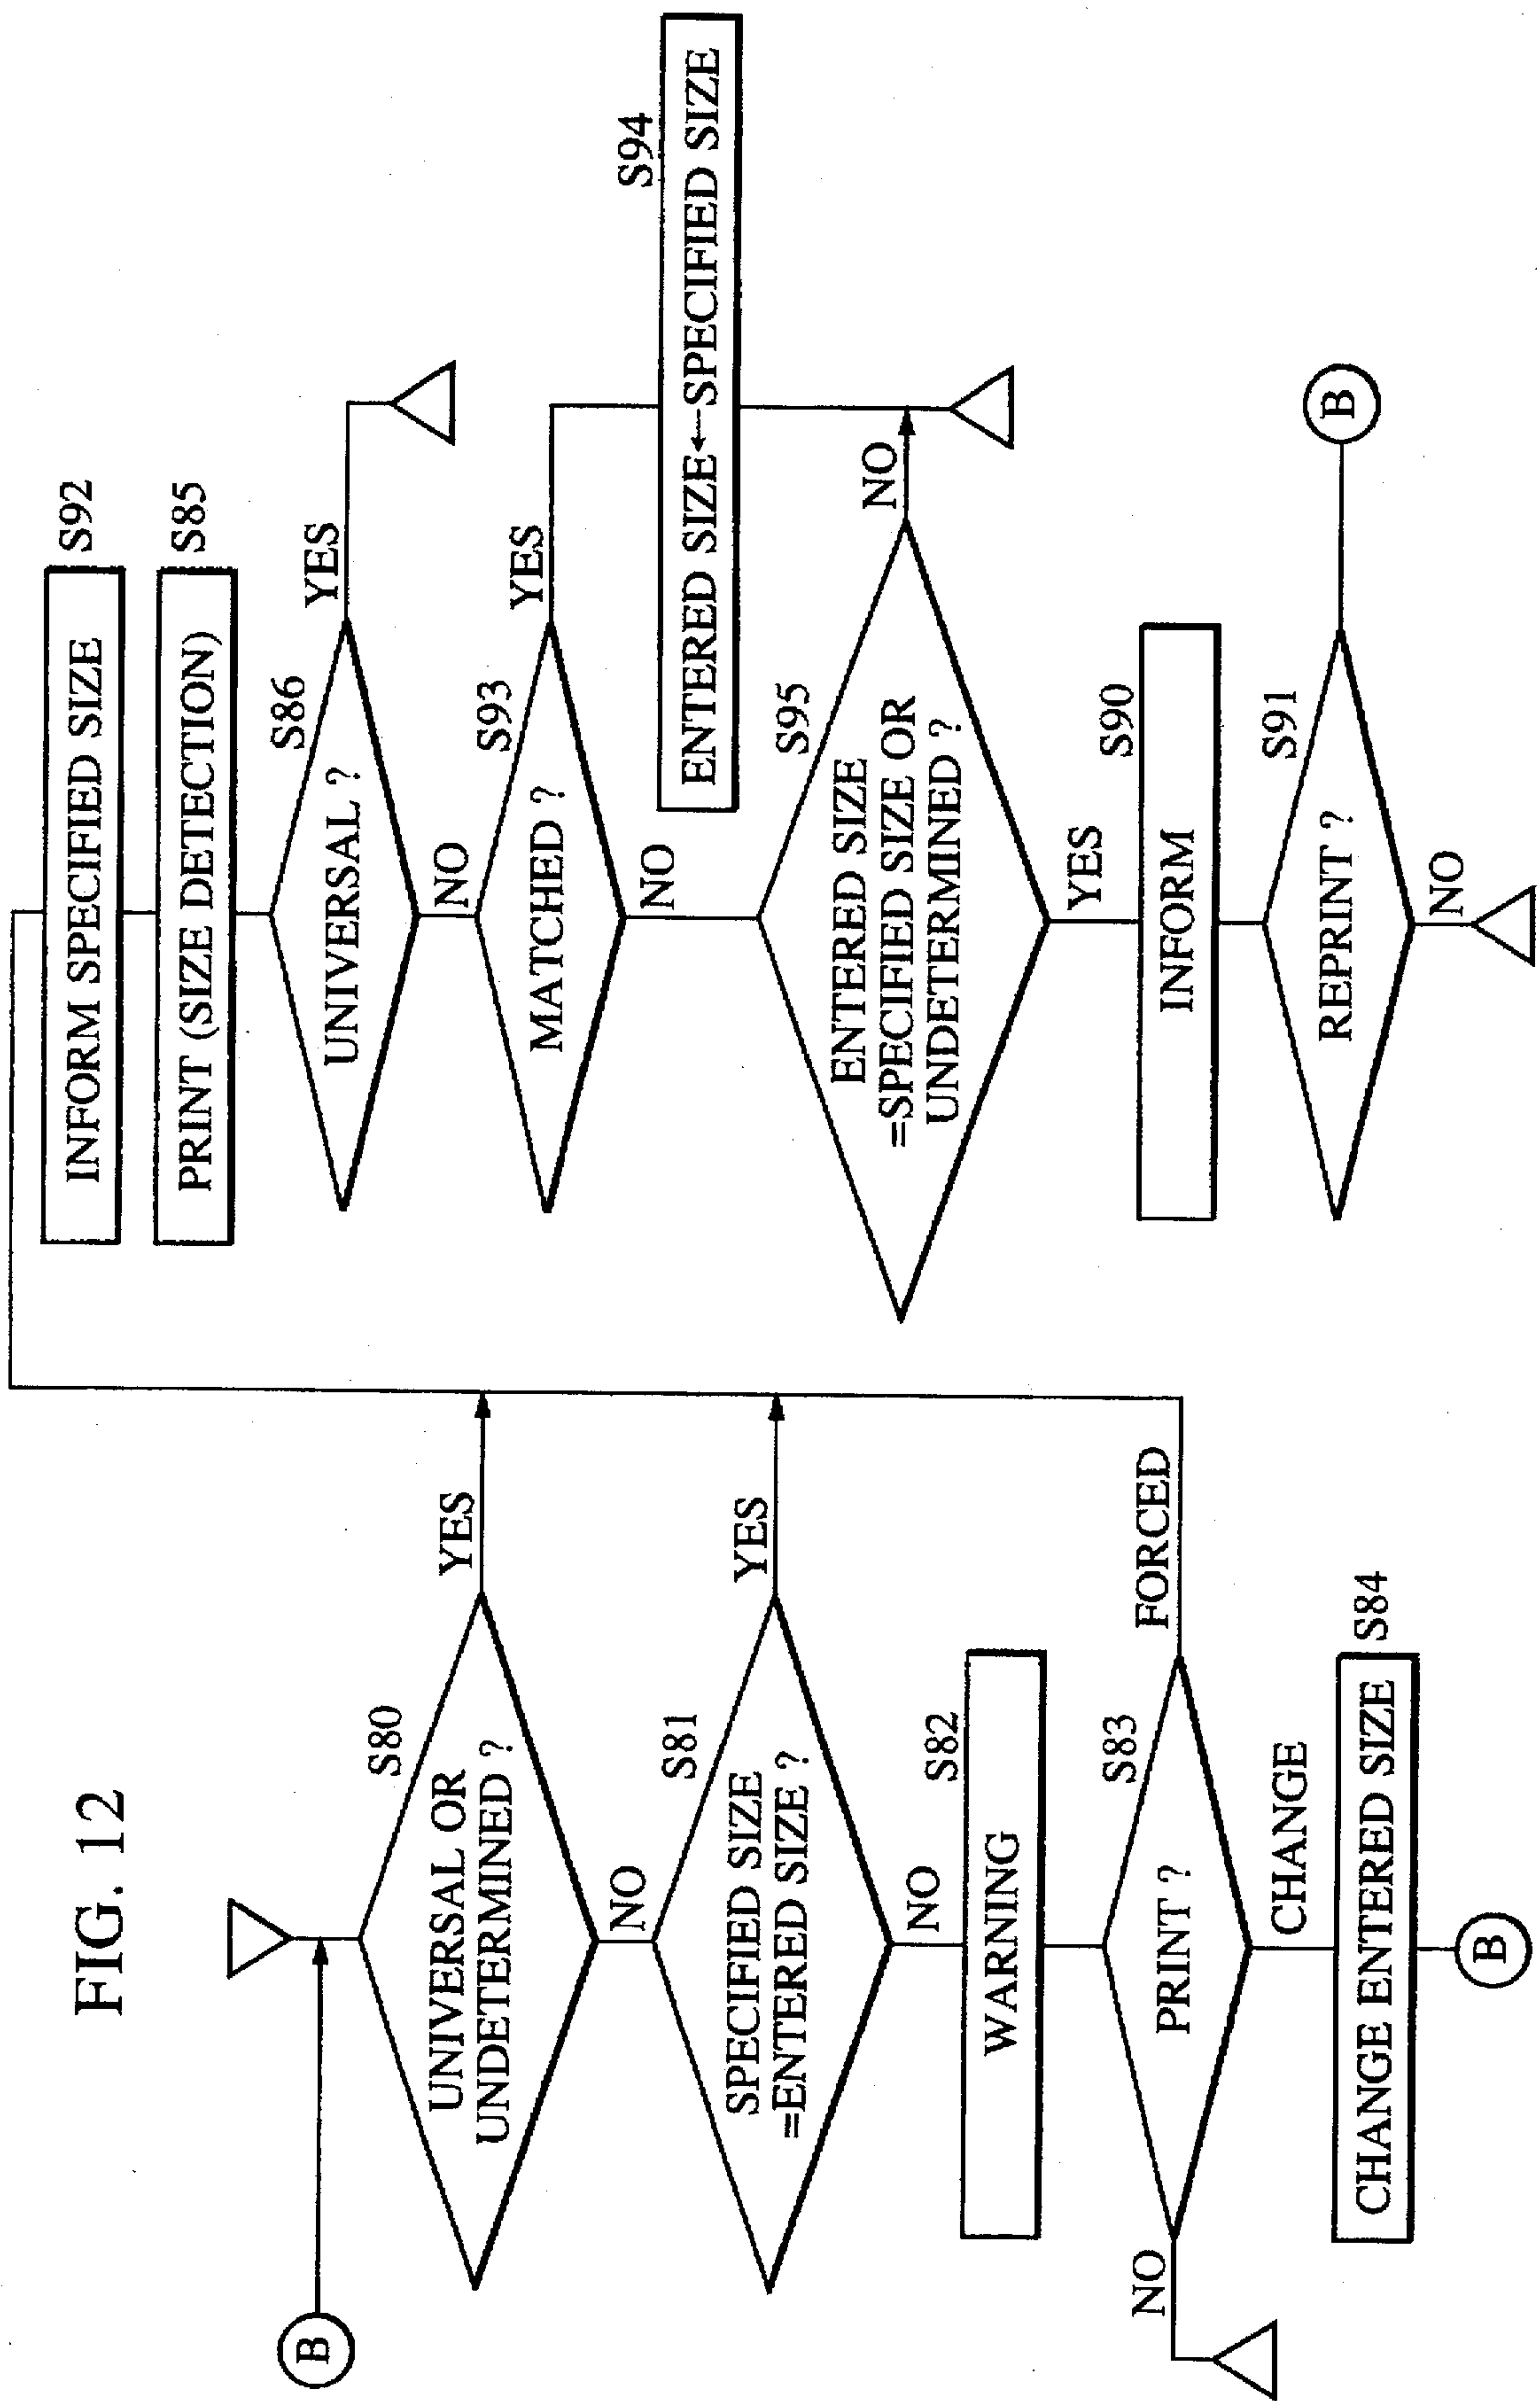 FIG. 12
B
S80
UNIVERSAL OR
UNDETERMINED ?
YES
NO
S81
SPECIFIED SIZE
=ENTERED SIZE ?
YES
NO
S82
WARNING
S83
PRINT ?
NO
FORCED
CHANGE
S84
CHANGE ENTERED SIZE
B
S92
INFORM SPECIFIED SIZE
S85
PRINT (SIZE DETECTION)
S86
UNIVERSAL ?
YES
NO
S93
MATCHED ?
YES
NO
S94
ENTERED SIZE←SPECIFIED SIZE
S95
ENTERED SIZE
=SPECIFIED SIZE OR
UNDETERMINED ?
NO
YES
S90
INFORM
S91
REPRINT ?
B
NO